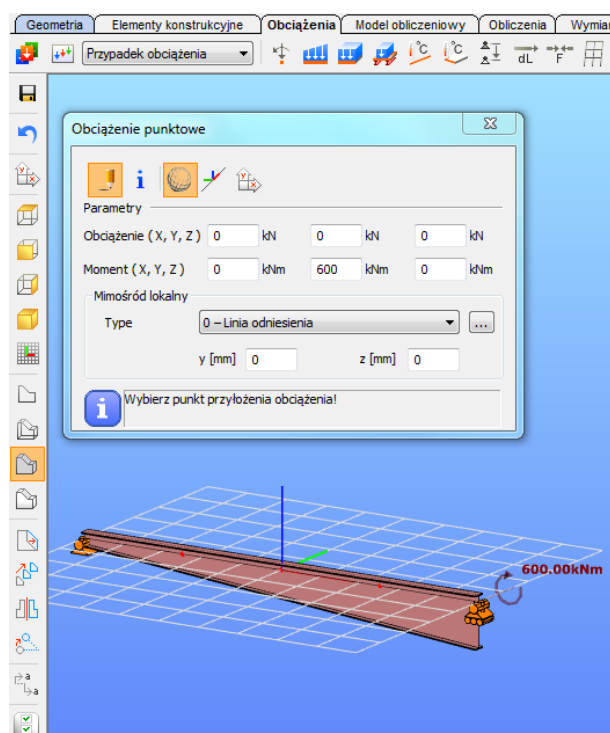 Geometria Elementy konstrukcyjne Obciążenia Model obliczeniowy Obliczenia
Przypadek obciążenia °C °C dL F
Obciążenie punktowe
i
Parametry
Obciążenie ( X, Y, Z ) 0 kN 0 kN 0 kN
Moment ( X, Y, Z ) 0 kNm 600 kNm 0 kNm
Mimośród lokalny
Type 0 – Linia odniesienia ...
y [mm] 0 z [mm] 0
i Wybierz punkt przyłożenia obciążenia!
600.00kNm